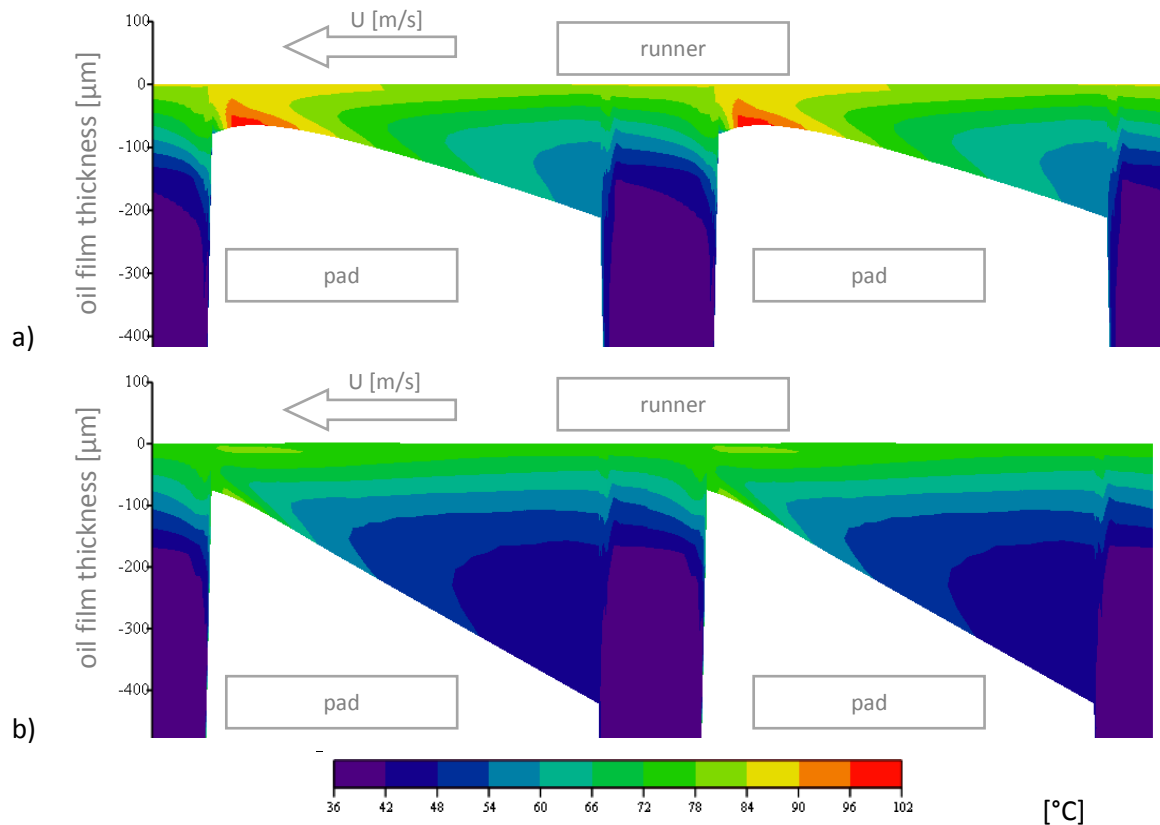 U [m/s]
runner
100
0
-100
-200
-300
-400
oil film thickness [µm]
pad
pad
a)
U [m/s]
runner
100
0
-100
-200
-300
-400
oil film thickness [µm]
pad
pad
b)
36 42 48 54 60 66 72 78 84 90 96 102
[°C]